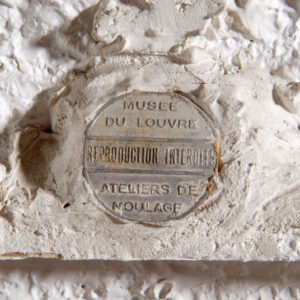 MUSEE
DU LOUVRE
REPRODUCTION INTERDITE
ATELIERS DE
MOULAGE